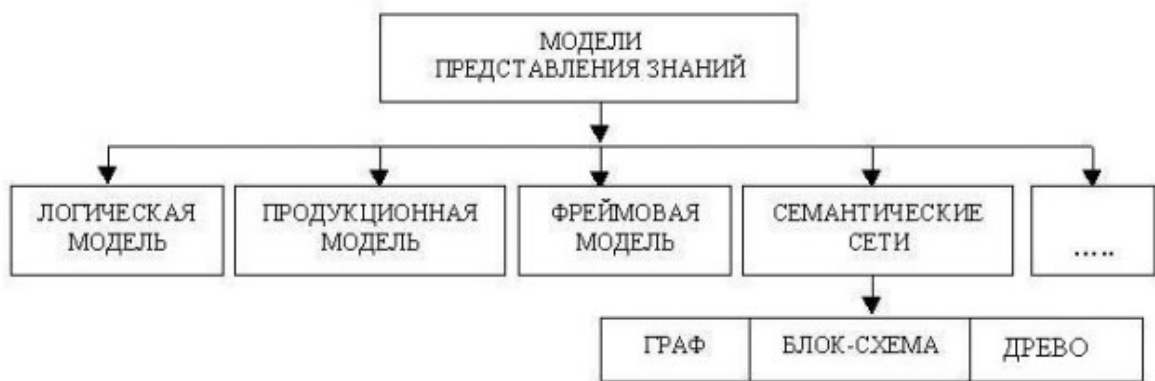 МОДЕЛИ
ПРЕДСТАВЛЕНИЯ ЗНАНИЙ
ЛОГИЧЕСКАЯ
МОДЕЛЬ
ПРОДУКЦИОННАЯ
МОДЕЛЬ
ФРЕЙМОВАЯ
МОДЕЛЬ
СЕМАНТИЧЕСКИЕ
СЕТИ
.....
ГРАФ
БЛОК-СХЕМА
ДРЕВО